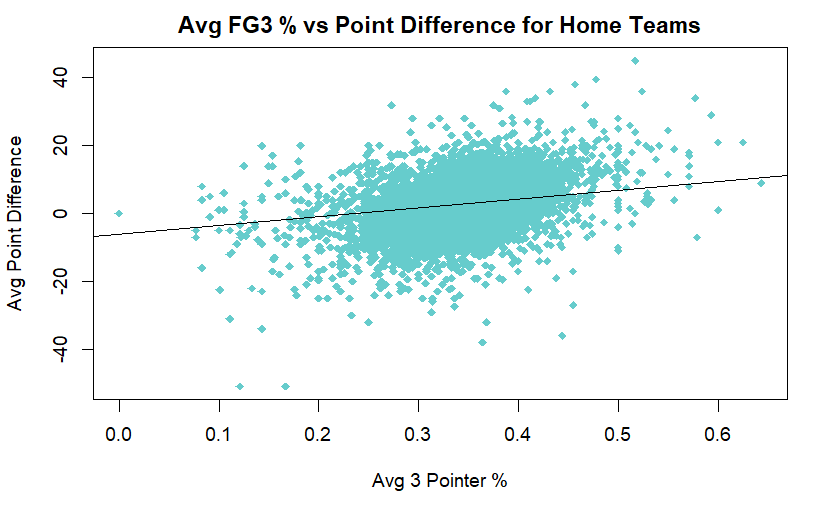 Avg FG3 % vs Point Difference for Home Teams
40
20
0
-20
-40
Avg Point Difference
0.0 0.1 0.2 0.3 0.4 0.5 0.6
Avg 3 Pointer %